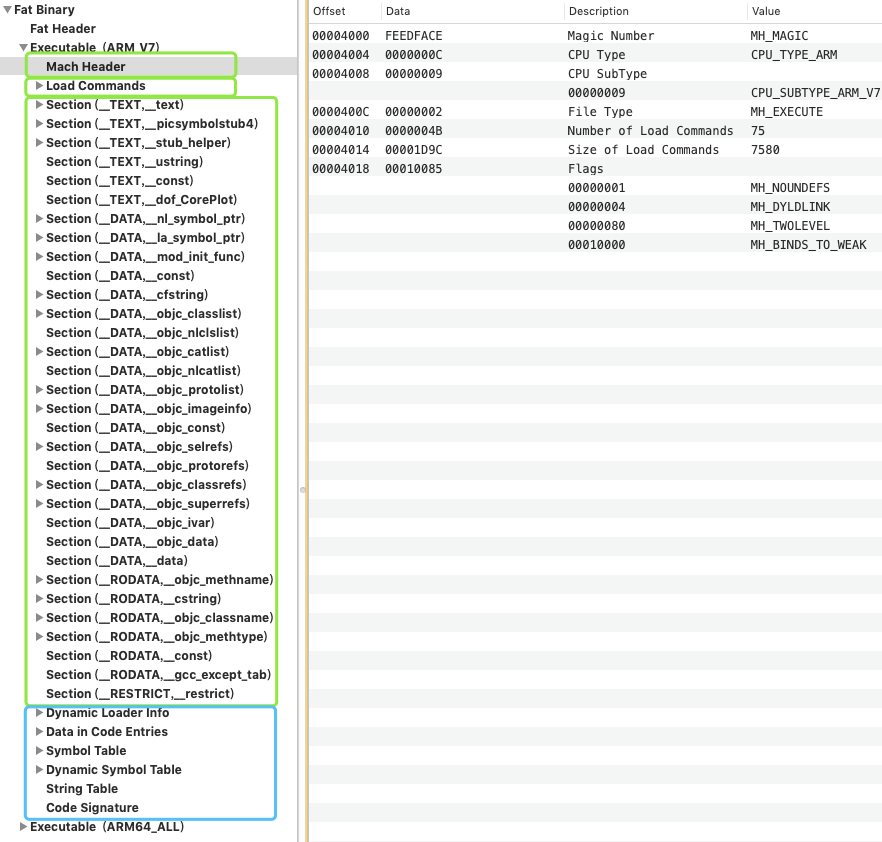 Fat Binary
Fat Header
Executable (ARM_V7)
Mach Header
Load Commands
Section (__TEXT,__text)
Section (__TEXT,__picsymbolstub4)
Section (__TEXT,__stub_helper)
Section (__TEXT,__ustring)
Section (__TEXT,__const)
Section (__TEXT,__dof_CorePlot)
Section (__DATA,__nl_symbol_ptr)
Section (__DATA,__la_symbol_ptr)
Section (__DATA,__mod_init_func)
Section (__DATA,__const)
Section (__DATA,__cfstring)
Section (__DATA,__objc_classlist)
Section (__DATA,__objc_nlclslist)
Section (__DATA,__objc_catlist)
Section (__DATA,__objc_nlcatlist)
Section (__DATA,__objc_protolist)
Section (__DATA,__objc_imageinfo)
Section (__DATA,__objc_const)
Section (__DATA,__objc_selrefs)
Section (__DATA,__objc_protorefs)
Section (__DATA,__objc_classrefs)
Section (__DATA,__objc_superrefs)
Section (__DATA,__objc_ivar)
Section (__DATA,__objc_data)
Section (__DATA,__data)
Section (__RODATA,__objc_methname)
Section (__RODATA,__cstring)
Section (__RODATA,__objc_classname)
Section (__RODATA,__objc_methtype)
Section (__RODATA,__const)
Section (__RODATA,__gcc_except_tab)
Section (__RESTRICT,__restrict)
Dynamic Loader Info
Data in Code Entries
Symbol Table
Dynamic Symbol Table
String Table
Code Signature
Executable (ARM64_ALL)
Offset Data Description Value
00004000 FEEDFACE Magic Number MH_MAGIC
00004004 0000000C CPU Type CPU_TYPE_ARM
00004008 00000009 CPU SubType
00000009 CPU_SUBTYPE_ARM_V7
0000400C 00000002 File Type MH_EXECUTE
00004010 0000004B Number of Load Commands 75
00004014 00001D9C Size of Load Commands 7580
00004018 00010085 Flags
00000001 MH_NOUNDEFS
00000004 MH_DYLDLINK
00000080 MH_TWOLEVEL
00010000 MH_BINDS_TO_WEAK